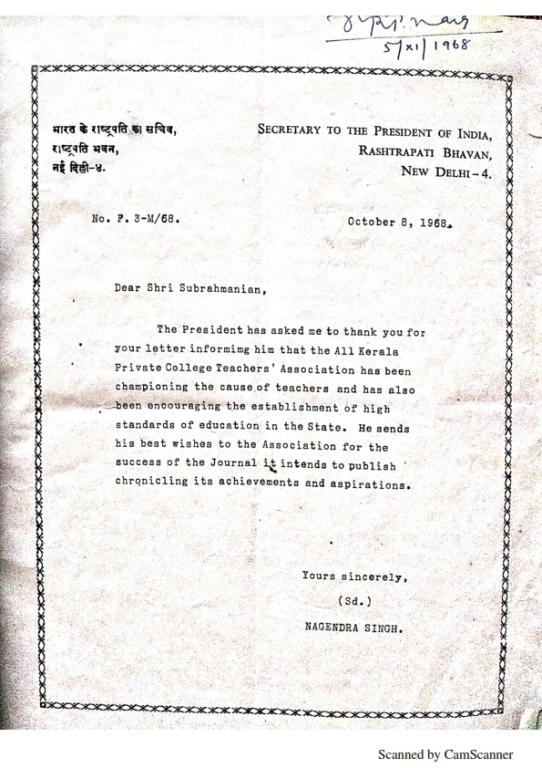 5/XI/1968
भारत के राष्ट्रपति का सचिव,
राष्ट्रपति भवन,
नई दिल्ली-४.
SECRETARY TO THE PRESIDENT OF INDIA,
RASHTRAPATI BHAVAN,
NEW DELHI-4.
No. F. 3-M/68.
October 8, 1968.
Dear Shri Subrahmanian,
The President has asked me to thank you for
your letter informimg him that the All Kerala
Private College Teachers' Association has been
championing the cause of teachers and has also
been encouraging the establishment of high
standards of education in the State. He sends
his best wishes to the Association for the
success of the Journal it intends to publish
chronicling its achievements and aspirations.
Yours sincerely,
(Sd.)
NAGENDRA SINGH.
Scanned by CamScanner